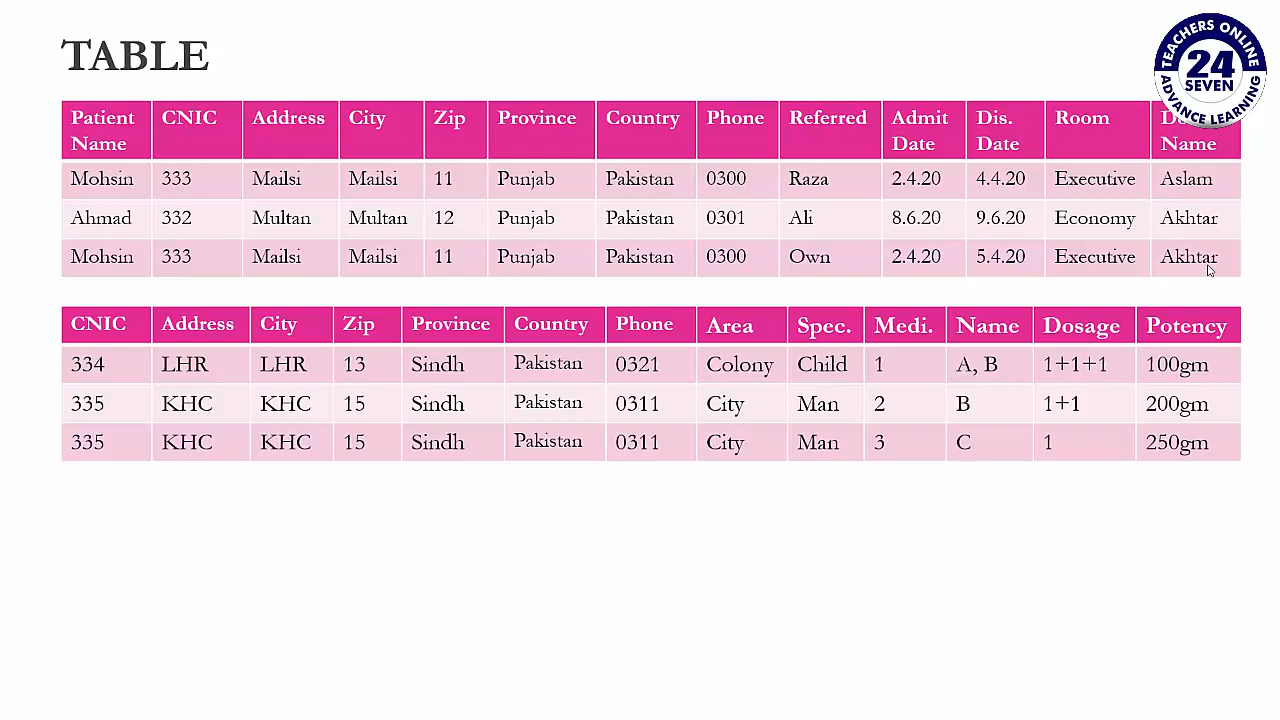 TABLE
TEACHERS ONLINE
24
SEVEN
ADVANCE LEARNING
Patient Name CNIC Address City Zip Province Country Phone Referred Admit Date Dis. Date Room Name
Mohsin 333 Mailsi Mailsi 11 Punjab Pakistan 0300 Raza 2.4.20 4.4.20 Executive Aslam
Ahmad 332 Multan Multan 12 Punjab Pakistan 0301 Ali 8.6.20 9.6.20 Economy Akhtar
Mohsin 333 Mailsi Mailsi 11 Punjab Pakistan 0300 Own 2.4.20 5.4.20 Executive Akhtar
CNIC Address City Zip Province Country Phone Area Spec. Medi. Name Dosage Potency
334 LHR LHR 13 Sindh Pakistan 0321 Colony Child 1 A, B 1+1+1 100gm
335 KHC KHC 15 Sindh Pakistan 0311 City Man 2 B 1+1 200gm
335 KHC KHC 15 Sindh Pakistan 0311 City Man 3 C 1 250gm